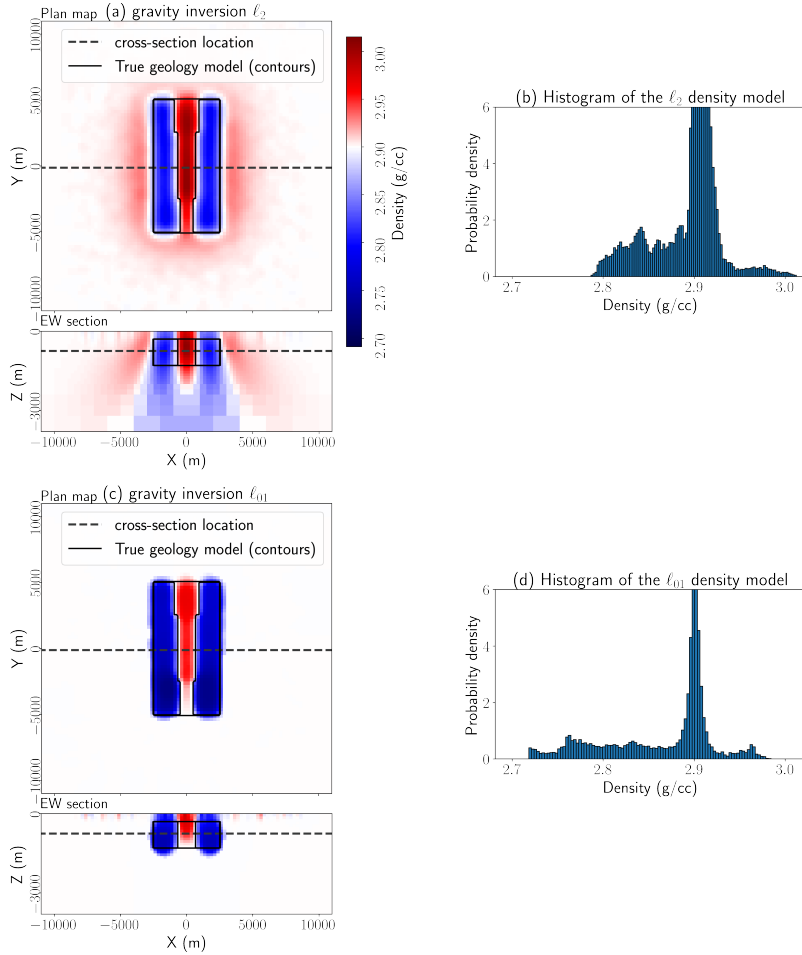 Plan map (a) gravity inversion ℓ2
cross-section location
True geology model (contours)
10000
5000
0
−5000
−10000
Y (m)
3.00
2.95
2.90
2.85
2.80
2.75
2.70
Density (g/cc)
EW section
0
−3000
Z (m)
−10000 −5000 0 5000 10000
X (m)
(b) Histogram of the ℓ2 density model
6
4
2
0
Probability density
2.7 2.8 2.9 3.0
Density (g/cc)
Plan map (c) gravity inversion ℓ01
cross-section location
True geology model (contours)
10000
5000
0
−5000
−10000
Y (m)
EW section
0
−3000
Z (m)
−10000 −5000 0 5000 10000
X (m)
(d) Histogram of the ℓ01 density model
6
4
2
0
Probability density
2.7 2.8 2.9 3.0
Density (g/cc)